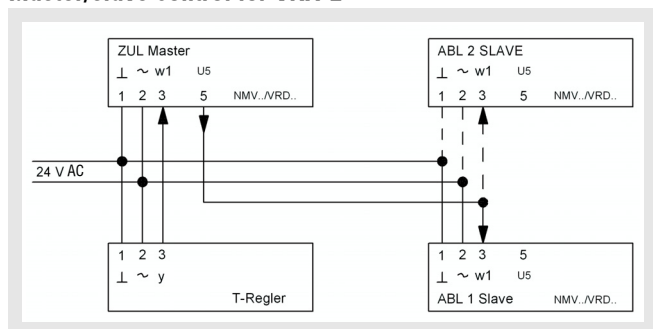 ZUL Master
⊥ ~ w1 U5
1 2 3 5 NMV../VRD..
ABL 2 SLAVE
⊥ ~ w1 U5
1 2 3 5 NMV../VRD..
24 V AC
1 2 3
⊥ ~ y
T-Regler
1 2 3 5
⊥ ~ w1 U5
ABL 1 Slave NMV../VRD..